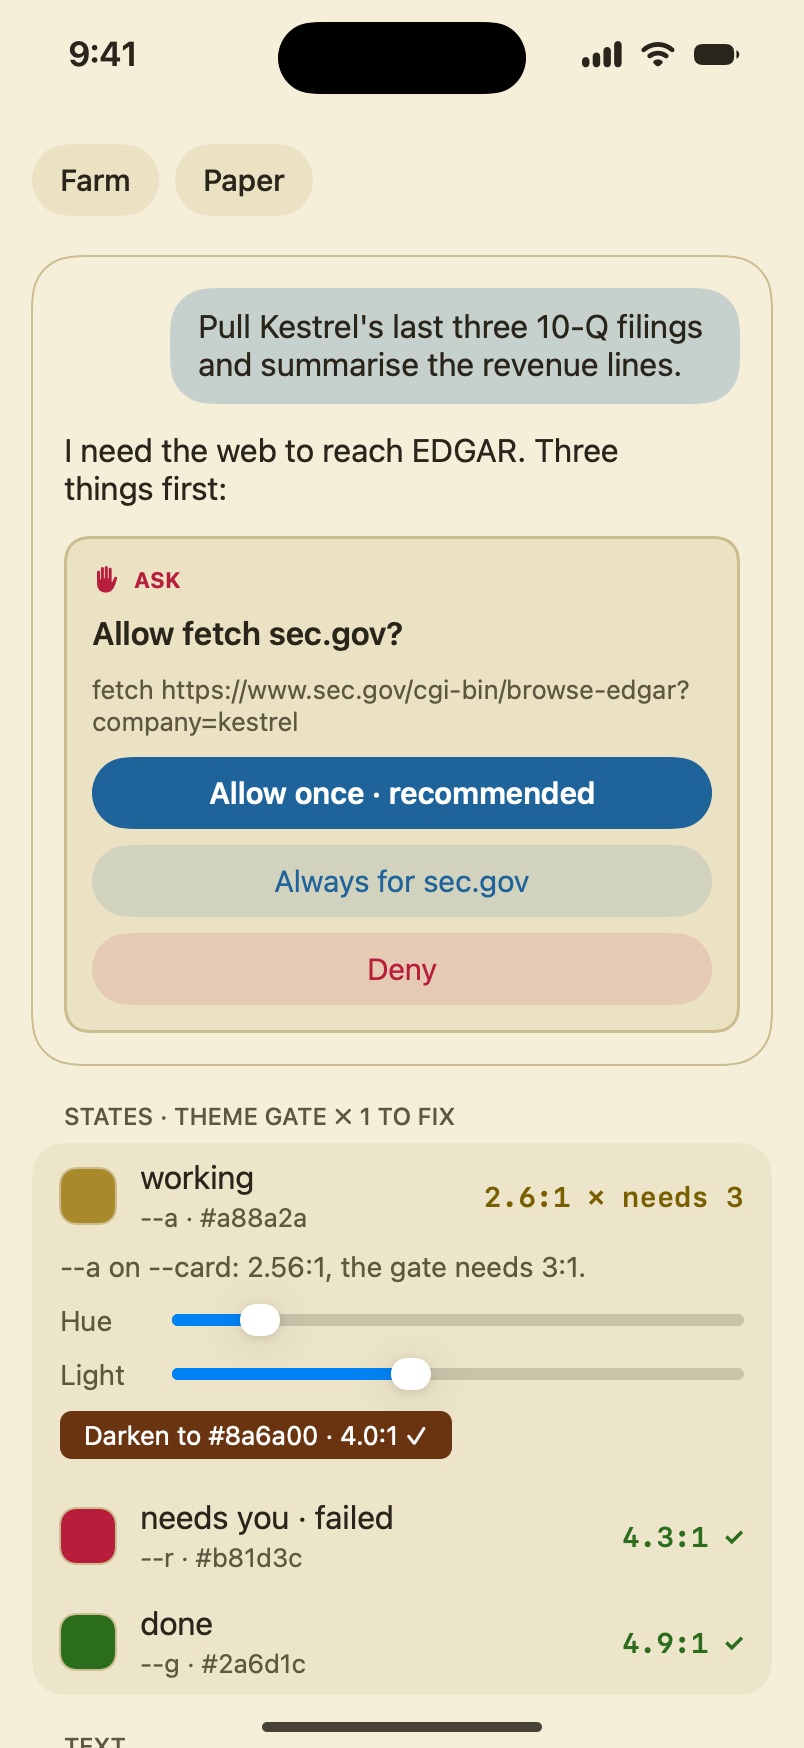 9:41
Farm
Paper
Pull Kestrel's last three 10-Q filings
and summarise the revenue lines.
I need the web to reach EDGAR. Three
things first:
ASK
Allow fetch sec.gov?
fetch https://www.sec.gov/cgi-bin/browse-edgar?
company=kestrel
Allow once · recommended
Always for sec.gov
Deny
STATES · THEME GATE ✕ 1 TO FIX
working
--a · #a88a2a
2.6:1 × needs 3
--a on --card: 2.56:1, the gate needs 3:1.
Hue
Light
Darken to #8a6a00 · 4.0:1 ✓
needs you · failed
--r · #b81d3c
4.3:1 ✓
done
--g · #2a6d1c
4.9:1 ✓
TEXT